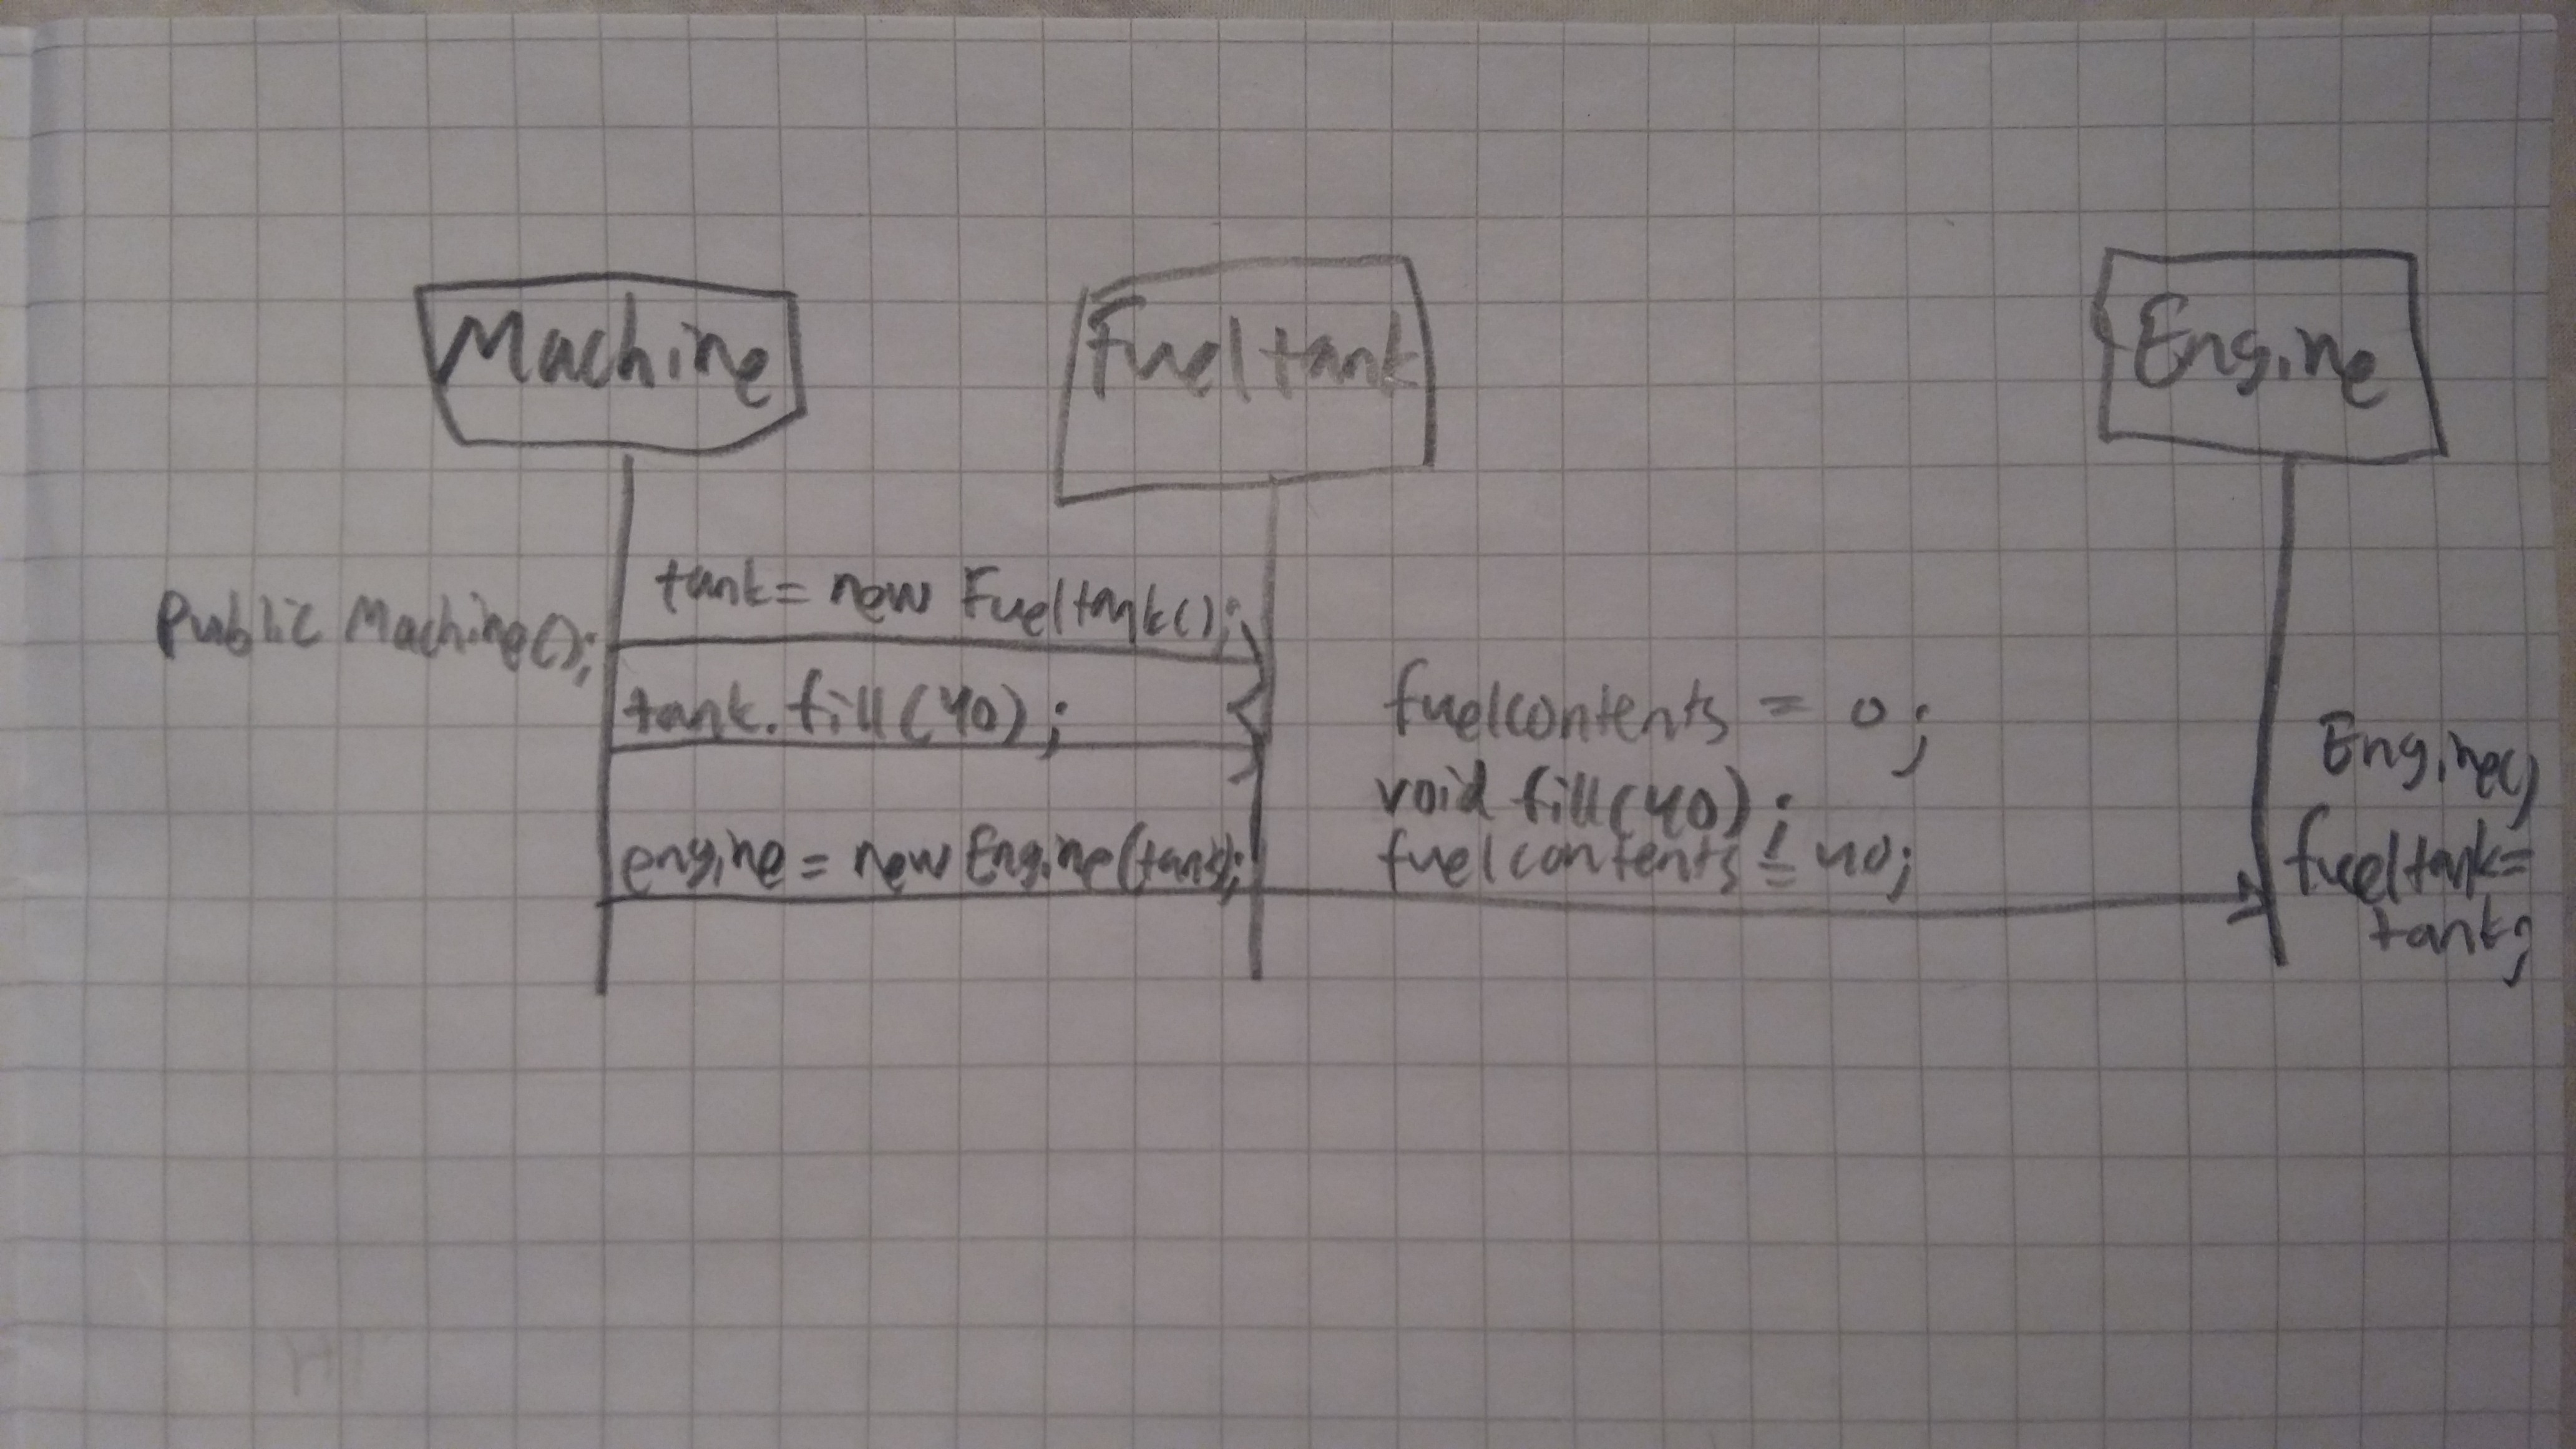 Machine
Fueltank
Engine
Public Machine();
tank = new Fueltank();
tank.fill(40);
engine = new Engine(tank);
fuelcontents = 0;
void fill(40);
fuelcontents = 40;
Engine()
fueltank =
tank;